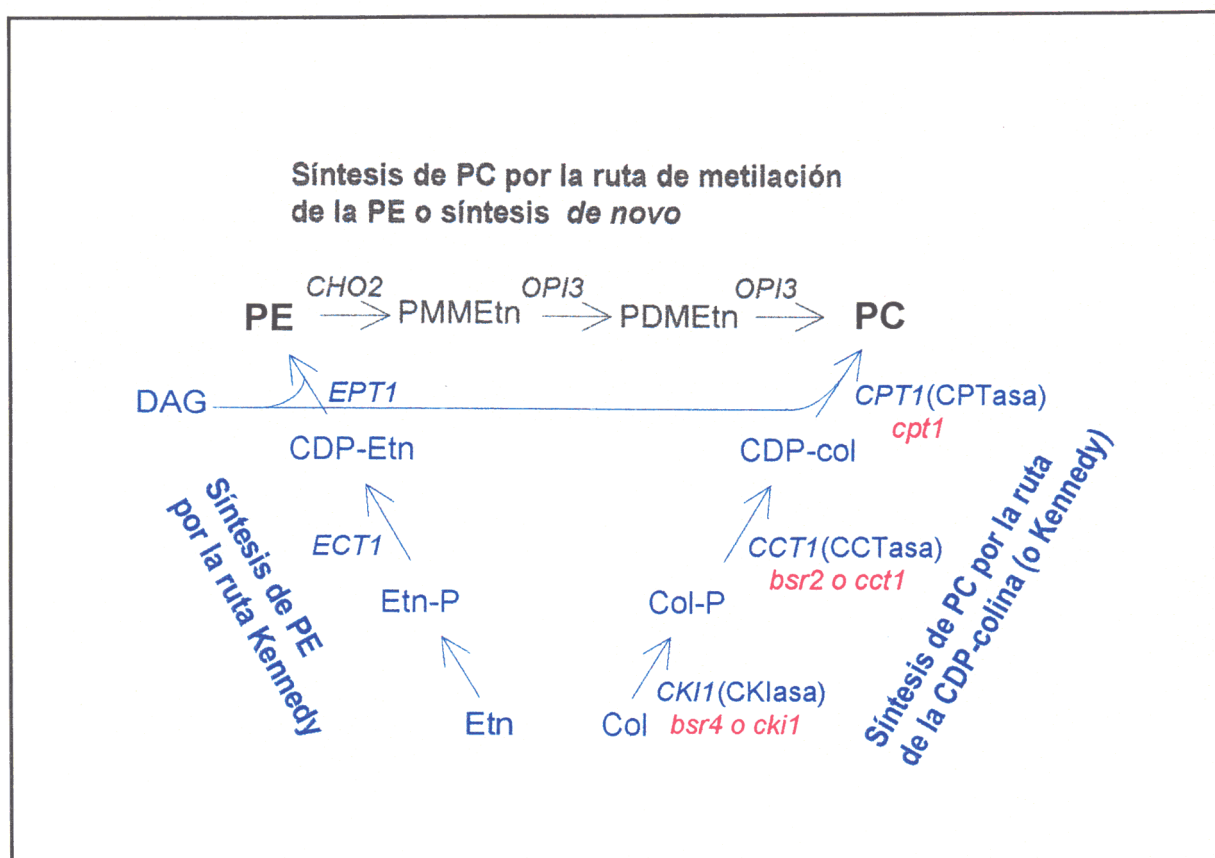 Síntesis de PC por la ruta de metilación
de la PE o síntesis de novo
CHO2 OPI3 OPI3
PE PMMEtn PDMEtn PC
DAG EPT1 CPT1(CPTasa)
cpt1
CDP-Etn CDP-col
ECT1 CCT1(CCTasa)
bsr2 o cct1
Etn-P Col-P
CKI1(CKIasa)
Etn Col bsr4 o cki1
Síntesis de PE
por la ruta Kennedy
Síntesis de PC por la ruta
de la CDP-colina (o Kennedy)